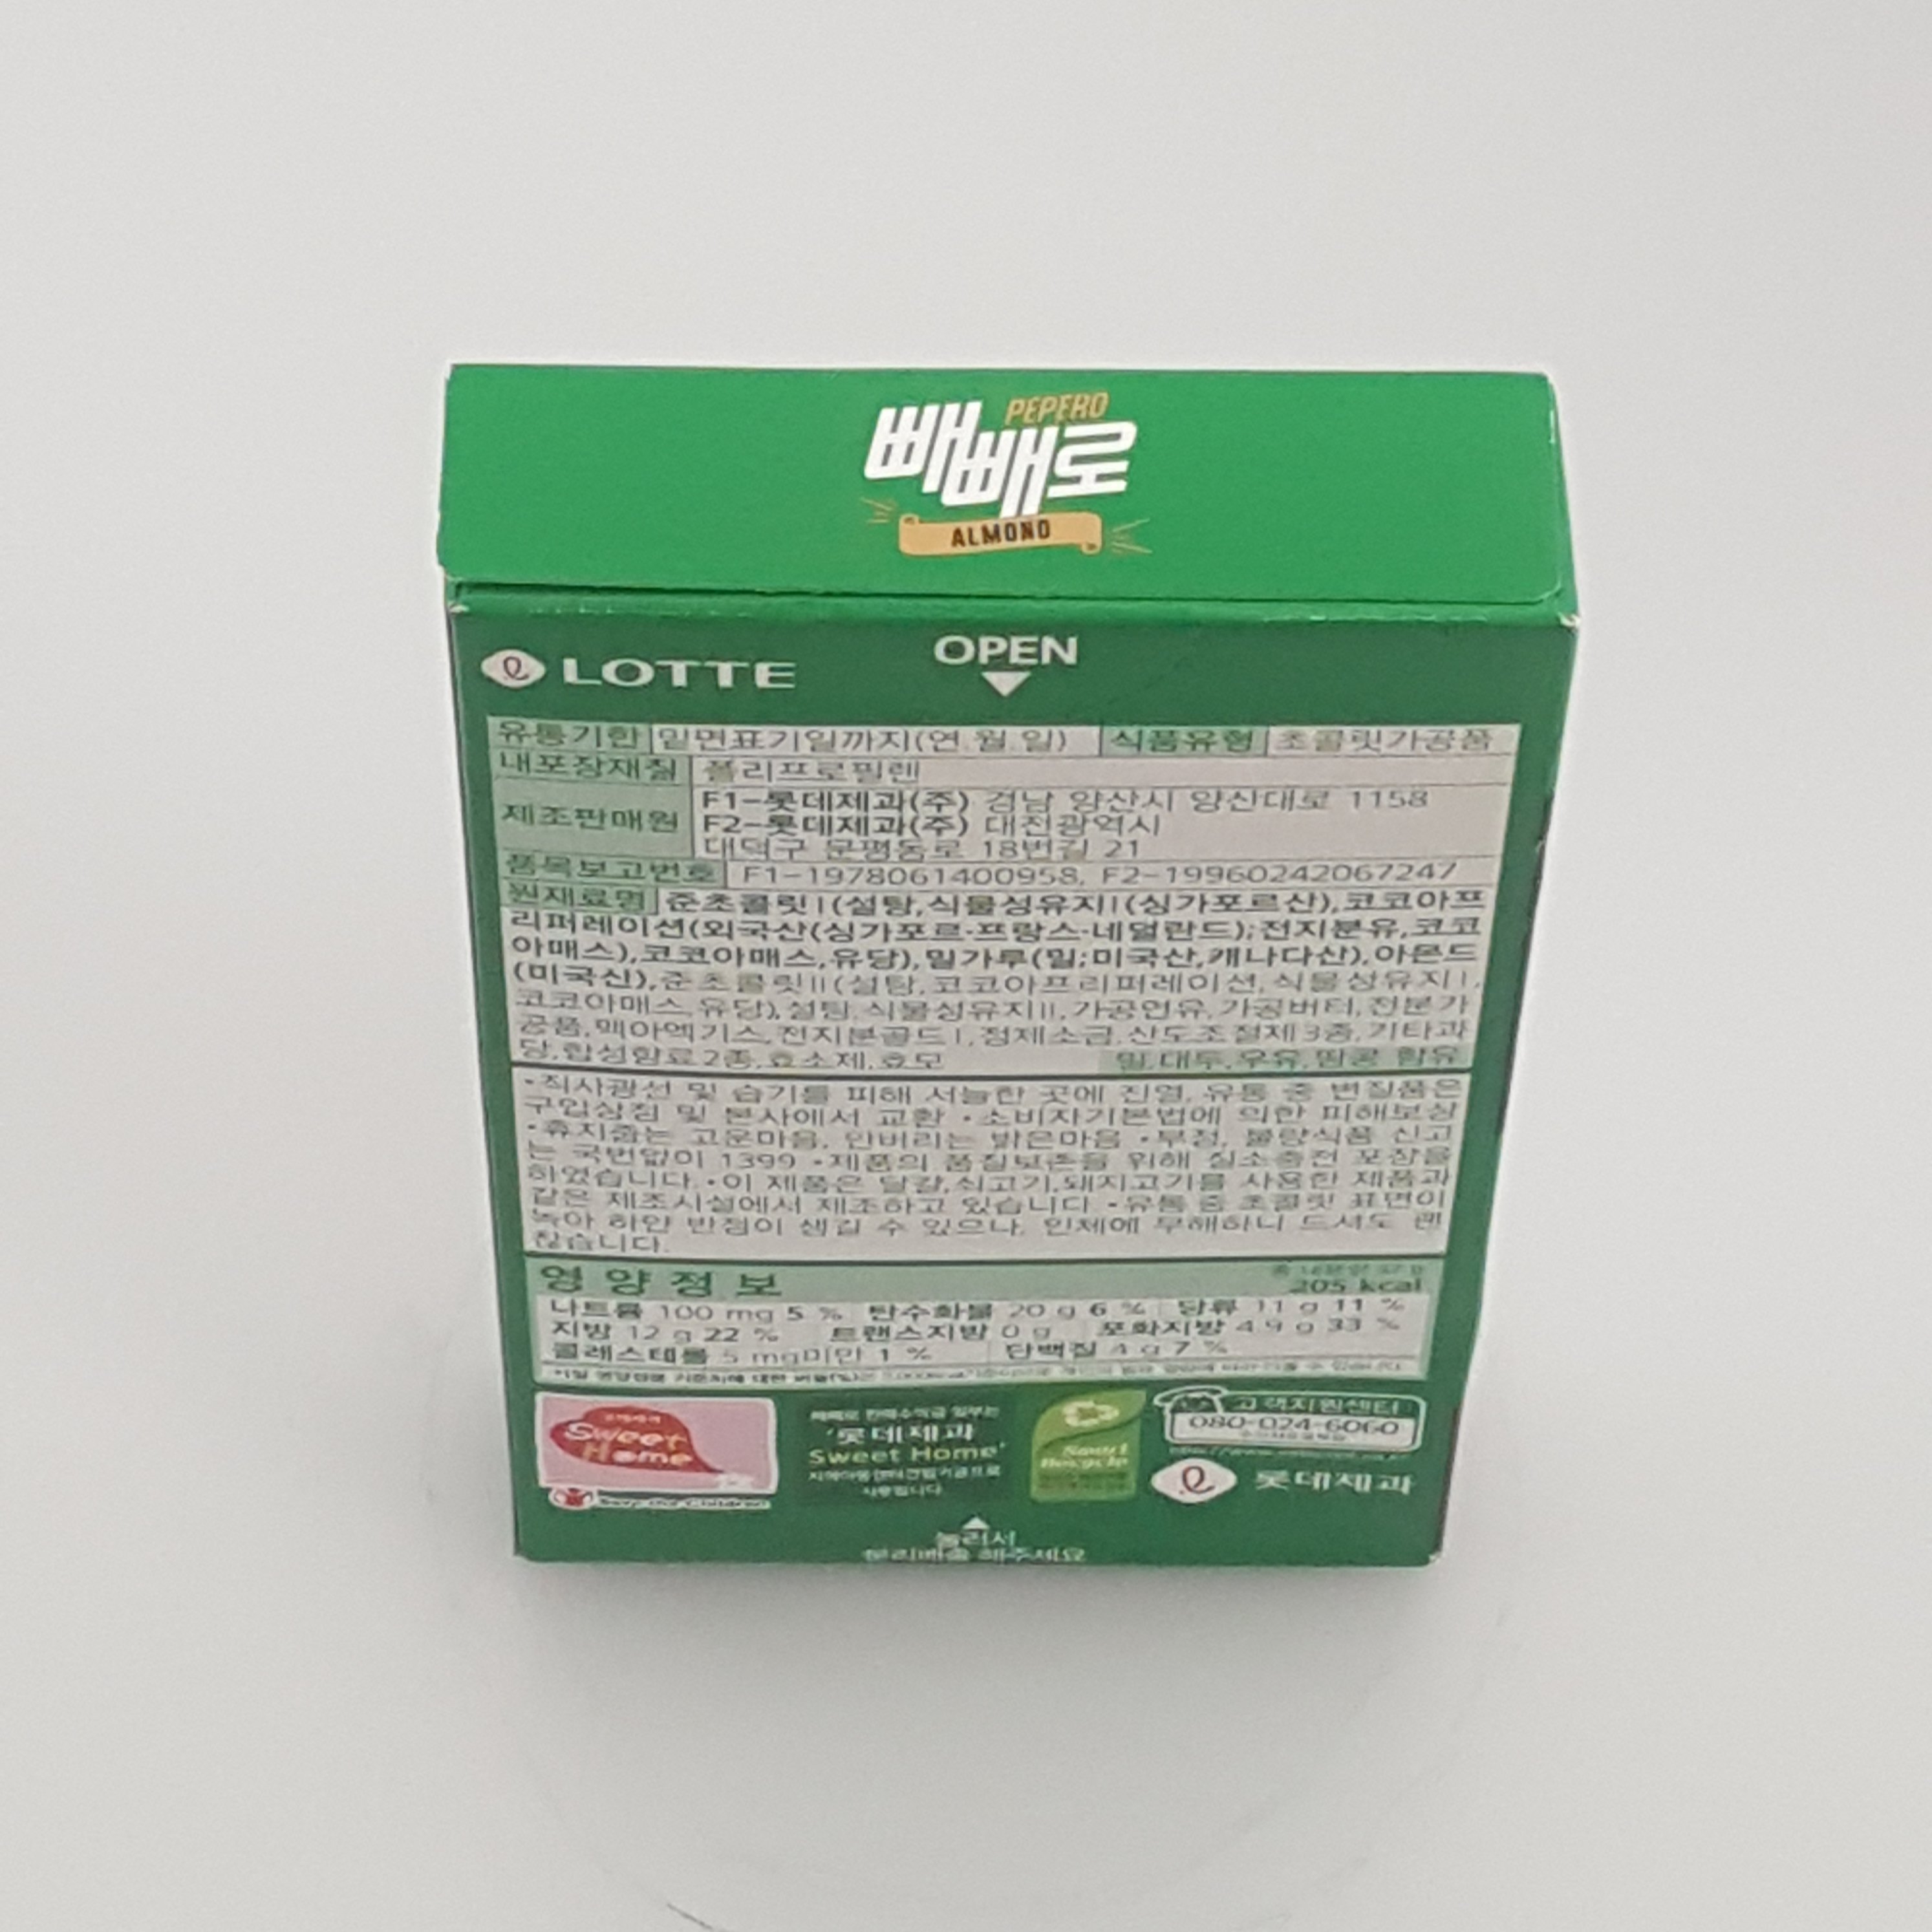 PEPERO
빼빼로
ALMOND
LOTTE
OPEN
유통기한 밑면표기일까지(연.월.일) 식품유형 초콜릿가공품
내포장재질 폴리프로필렌
제조판매원 F1-롯데제과(주) 경남 양산시 양산대로 1158
F2-롯데제과(주) 대전광역시
대덕구 문평동로 18번길 21
품목보고번호 F1-1978061400958, F2-19960242067247
원재료명 준초콜릿Ⅰ(설탕,식물성유지Ⅰ(싱가포르산),코코아프
리퍼레이션(외국산(싱가포르·프랑스·네덜란드);전지분유,코코
아매스),코코아매스,유당),밀가루(밀;미국산,캐나다산),아몬드
(미국산),준초콜릿Ⅱ(설탕,코코아프리퍼레이션,식물성유지Ⅰ,
코코아매스,유당),설탕,식물성유지Ⅱ,가공연유,가공버터,전분가
공품,맥아엑기스,전지분골드Ⅰ,정제소금,산도조절제3종,기타과
당,합성향료2종,효소제,효모 밀,대두,우유,땅콩 함유
·직사광선 및 습기를 피해 서늘한 곳에 진열, 유통 중 변질품은
구입상점 및 본사에서 교환 ·소비자기본법에 의한 피해보상
·휴지줍는 고운마음, 안버리는 밝은마음 ·부정, 불량식품 신고
는 국번없이 1399 ·제품의 품질보존을 위해 질소충전 포장을
하였습니다.·이 제품은 달걀,쇠고기,돼지고기를 사용한 제품과
같은 제조시설에서 제조하고 있습니다 ·유통 중 초콜릿 표면이
녹아 하얀 반점이 생길 수 있으나, 인체에 무해하니 드셔도 괜
찮습니다.
영양정보
205 kcal
나트륨 100 mg 5 % 탄수화물 20 g 6 % 당류 11 g 11 %
지방 12 g 22 % 트랜스지방 0 g 포화지방 4.9 g 33 %
콜레스테롤 5 mg미만 1 % 단백질 4 g 7 %
Sweet
Home
Save the Children
'롯데제과
Sweet Home'
Smart
Recycle
고객지원센터
080-024-6060
롯데제과
눌러서
분리배출 해주세요